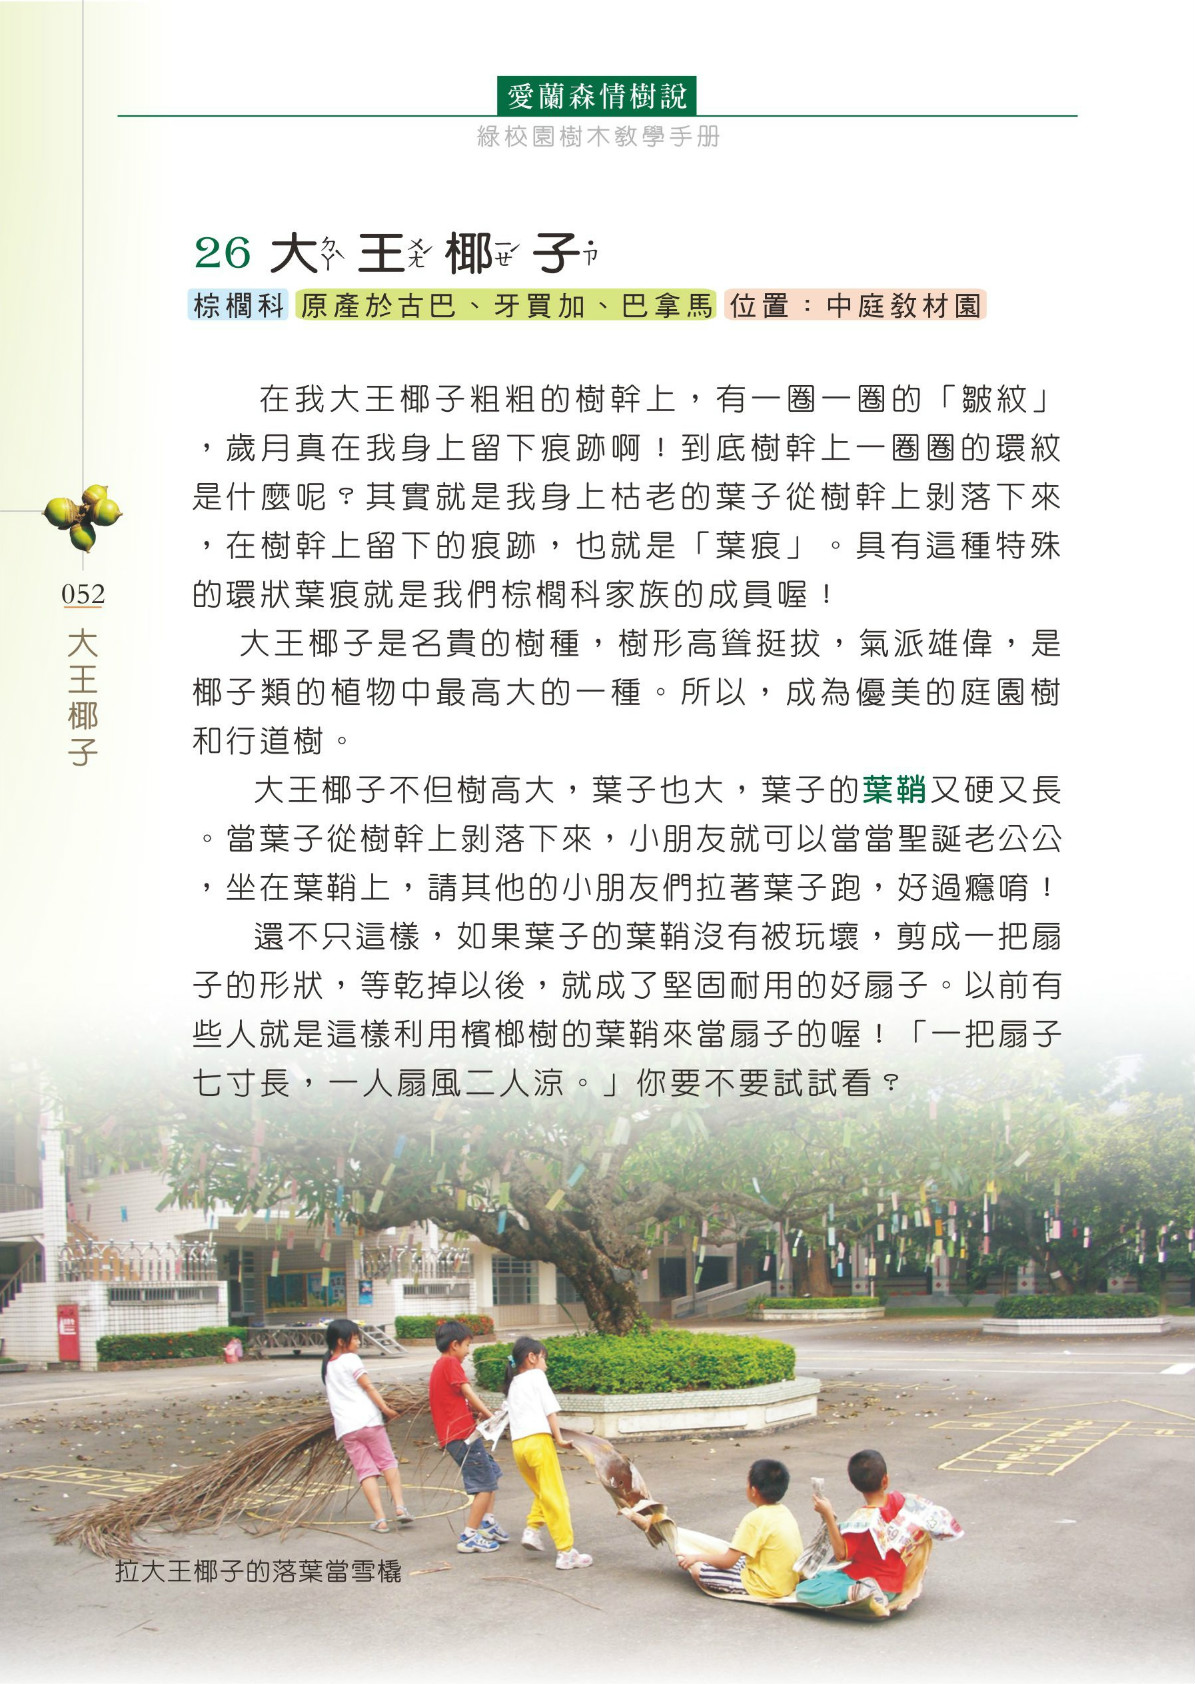 愛蘭森情樹說
綠校園樹木教學手册
26 大ㄉㄚˋ 王ㄨㄤˊ 椰ㄧㄝˊ 子˙ㄗ
棕櫚科 原產於古巴、牙買加、巴拿馬 位置：中庭教材園
在我大王椰子粗粗的樹幹上，有一圈一圈的「皺紋」
，歲月真在我身上留下痕跡啊！到底樹幹上一圈圈的環紋
是什麼呢？其實就是我身上枯老的葉子從樹幹上剝落下來
，在樹幹上留下的痕跡，也就是「葉痕」。具有這種特殊
的環狀葉痕就是我們棕櫚科家族的成員喔！
大王椰子是名貴的樹種，樹形高聳挺拔，氣派雄偉，是
椰子類的植物中最高大的一種。所以，成為優美的庭園樹
和行道樹。
大王椰子不但樹高大，葉子也大，葉子的葉鞘又硬又長
。當葉子從樹幹上剝落下來，小朋友就可以當當聖誕老公公
，坐在葉鞘上，請其他的小朋友們拉著葉子跑，好過癮唷！
還不只這樣，如果葉子的葉鞘沒有被玩壞，剪成一把扇
子的形狀，等乾掉以後，就成了堅固耐用的好扇子。以前有
些人就是這樣利用檳榔樹的葉鞘來當扇子的喔！「一把扇子
七寸長，一人扇風二人涼。」你要不要試試看？
052
大王椰子
拉大王椰子的落葉當雪橇